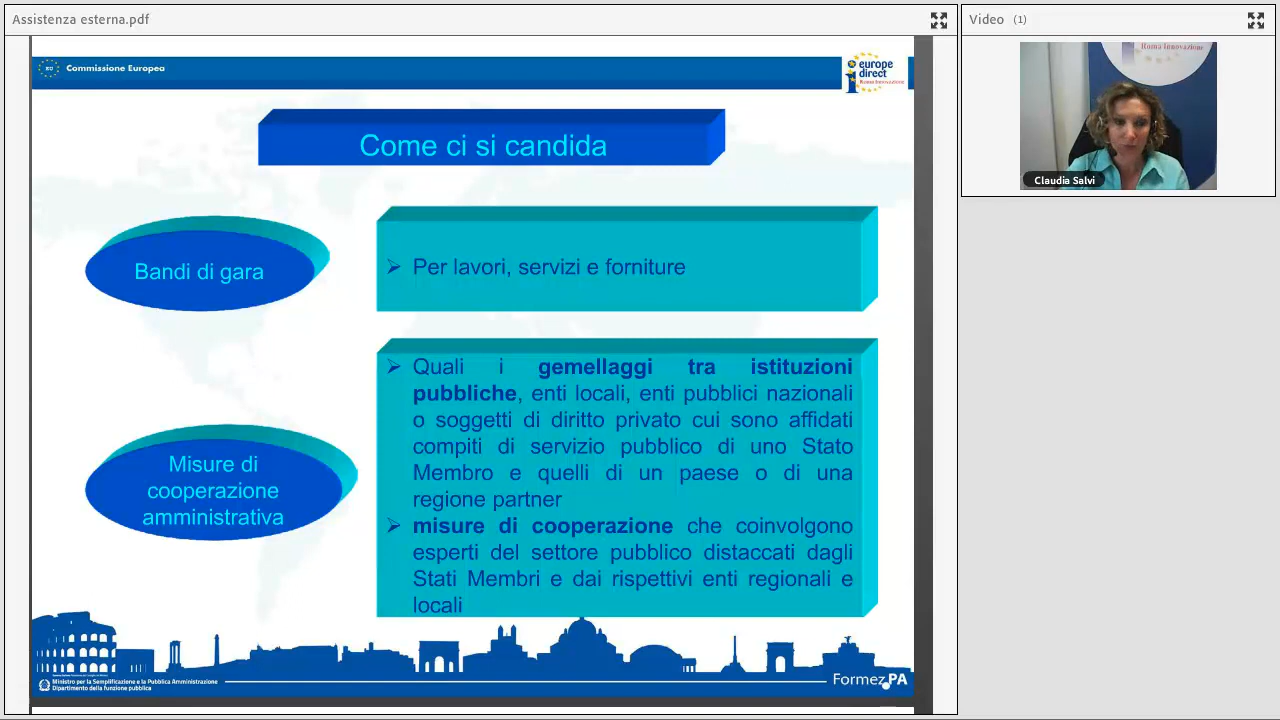 Assistenza esterna.pdf
Video (1)
Commissione Europea
europe
direct
Roma Innovazione
Roma Innovazione
Claudia Salvi
Come ci si candida
Bandi di gara
Per lavori, servizi e forniture
Misure di
cooperazione
amministrativa
Quali i gemellaggi tra istituzioni
pubbliche, enti locali, enti pubblici nazionali
o soggetti di diritto privato cui sono affidati
compiti di servizio pubblico di uno Stato
Membro e quelli di un paese o di una
regione partner
misure di cooperazione che coinvolgono
esperti del settore pubblico distaccati dagli
Stati Membri e dai rispettivi enti regionali e
locali
Ministro per la Semplificazione e la Pubblica Amministrazione
Dipartimento della funzione pubblica
FormezPA